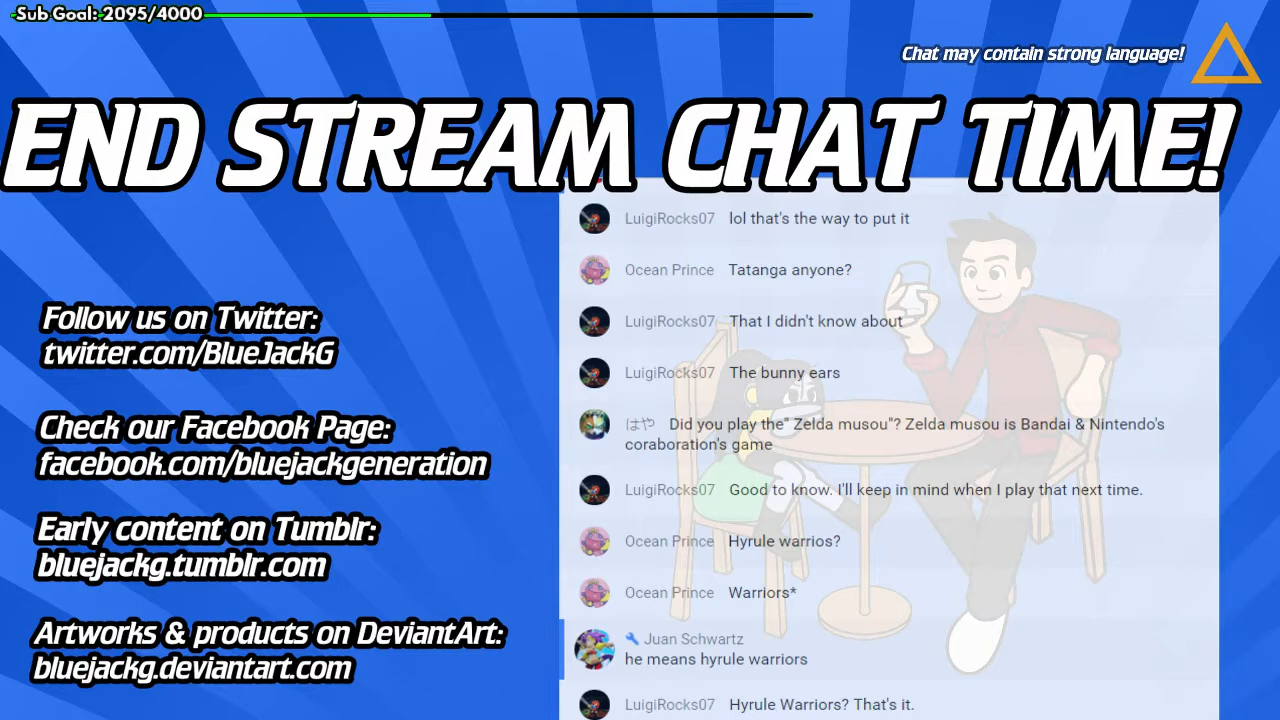 Sub Goal: 2095/4000
Chat may contain strong language!
END STREAM CHAT TIME!
Follow us on Twitter:
twitter.com/BlueJackG
Check our Facebook Page:
facebook.com/bluejackgeneration
Early content on Tumblr:
bluejackg.tumblr.com
Artworks & products on DeviantArt:
bluejackg.deviantart.com
LuigiRocks07 lol that's the way to put it
Ocean Prince Tatanga anyone?
LuigiRocks07 That I didn't know about
LuigiRocks07 The bunny ears
はや Did you play the" Zelda musou"? Zelda musou is Bandai & Nintendo's
coraboration's game
LuigiRocks07 Good to know. I'll keep in mind when I play that next time.
Ocean Prince Hyrule warrios?
Ocean Prince Warriors*
Juan Schwartz
he means hyrule warriors
LuigiRocks07 Hyrule Warriors? That's it.